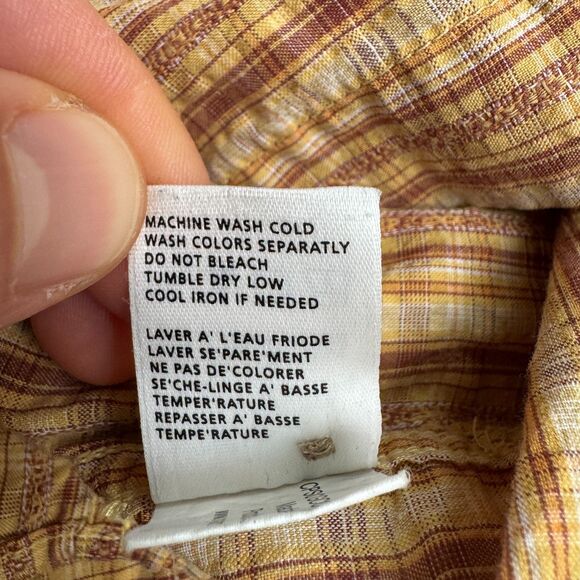 MACHINE WASH COLD
WASH COLORS SEPARATLY
DO NOT BLEACH
TUMBLE DRY LOW
COOL IRON IF NEEDED
LAVER A' L'EAU FRIODE
LAVER SE'PARE'MENT
NE PAS DE'COLORER
SE'CHE-LINGE A' BASSE
TEMPER'RATURE
REPASSER A' BASSE
TEMPE'RATURE